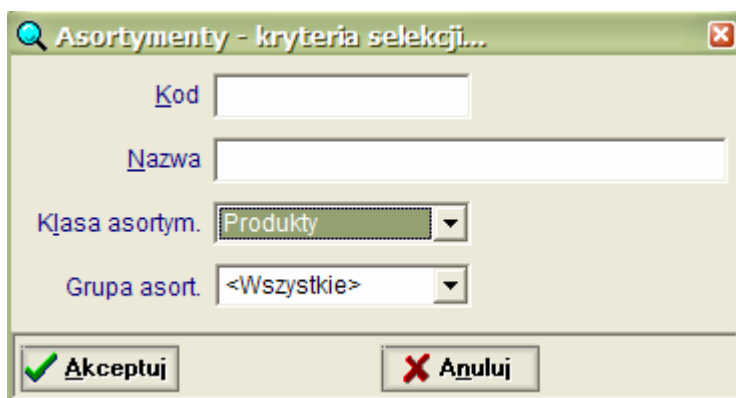 Asortymenty - kryteria selekcji...
Kod
Nazwa
Klasa asortym. Produkty
Grupa asort. <Wszystkie>
Akceptuj Anuluj